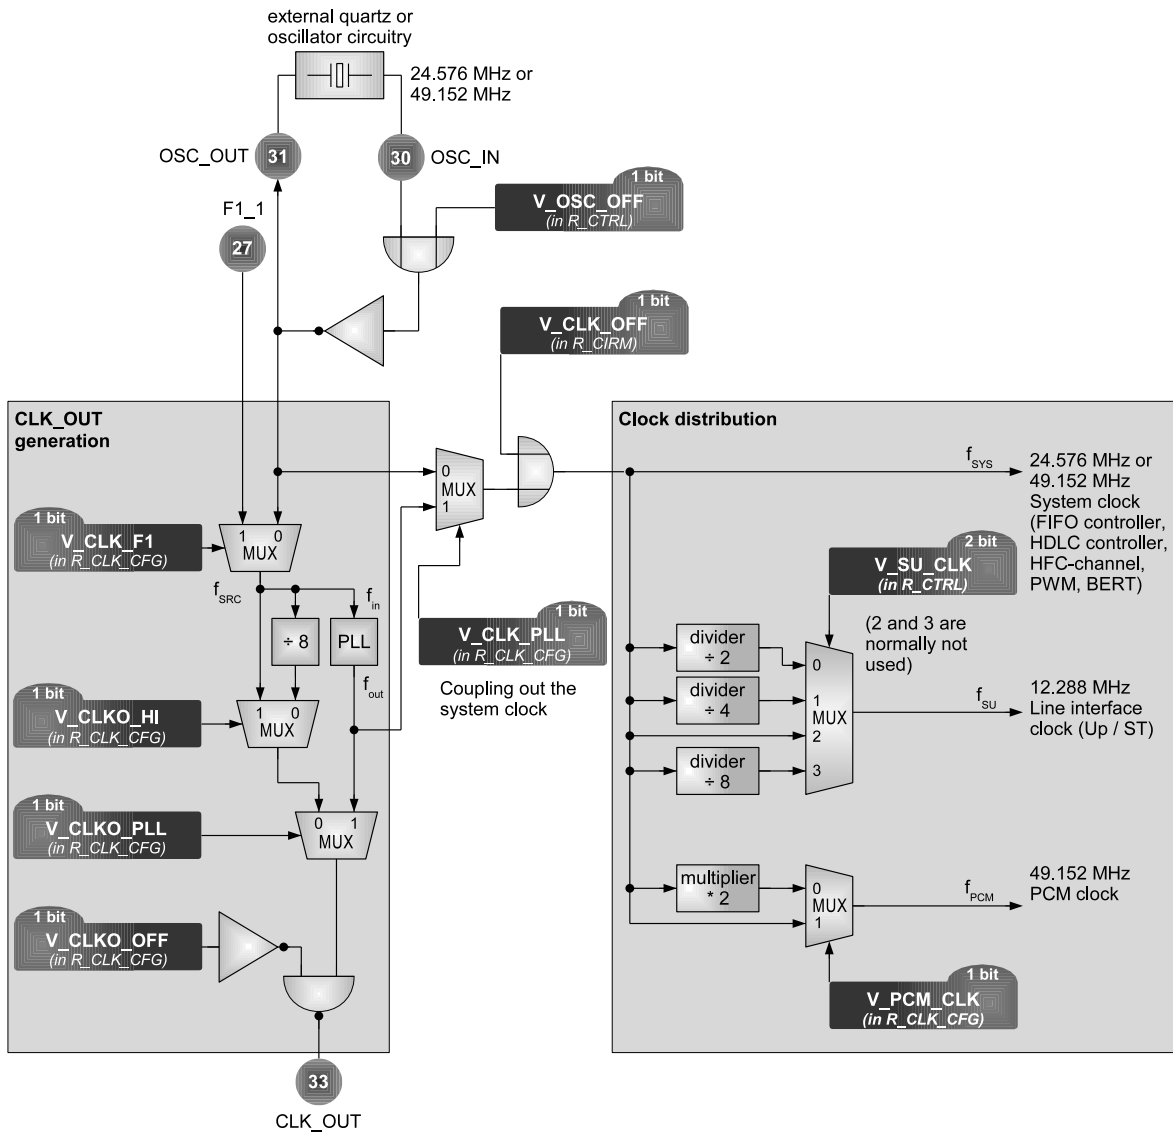 external quartz or
oscillator circuitry
24.576 MHz or
49.152 MHz
OSC_OUT
31
30
OSC_IN
1 bit
V_OSC_OFF
(in R_CTRL)
F1_1
27
1 bit
V_CLK_OFF
(in R_CIRM)
CLK_OUT
generation
Clock distribution
0
MUX
1
f_SYS
24.576 MHz or
49.152 MHz
System clock
(FIFO controller,
HDLC controller,
HFC-channel,
PWM, BERT)
1 bit
V_CLK_F1
(in R_CLK_CFG)
1 0
MUX
f_SRC
f_in
÷ 8
PLL
f_out
1 bit
V_CLK_PLL
(in R_CLK_CFG)
Coupling out the
system clock
2 bit
V_SU_CLK
(in R_CTRL)
(2 and 3 are
normally not
used)
divider
÷ 2
divider
÷ 4
divider
÷ 8
0
1
MUX
2
3
f_SU
12.288 MHz
Line interface
clock (Up / ST)
1 bit
V_CLKO_HI
(in R_CLK_CFG)
1 0
MUX
1 bit
V_CLKO_PLL
(in R_CLK_CFG)
0 1
MUX
multiplier
* 2
0
MUX
1
f_PCM
49.152 MHz
PCM clock
1 bit
V_CLKO_OFF
(in R_CLK_CFG)
1 bit
V_PCM_CLK
(in R_CLK_CFG)
33
CLK_OUT